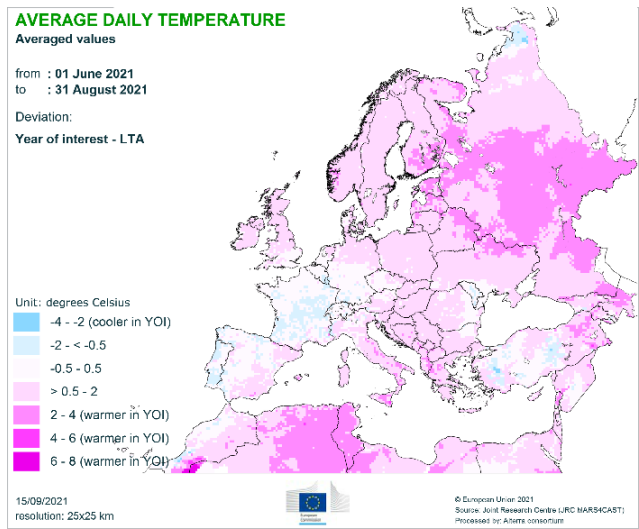 AVERAGE DAILY TEMPERATURE
Averaged values
from : 01 June 2021
to : 31 August 2021
Deviation:
Year of interest - LTA
Unit: degrees Celsius
-4 - -2 (cooler in YOI)
-2 - < -0.5
-0.5 - 0.5
> 0.5 - 2
2 - 4 (warmer in YOI)
4 - 6 (warmer in YOI)
6 - 8 (warmer in YOI)
15/09/2021
resolution: 25x25 km
European
Commission
© European Union 2021
Source: Joint Research Centre (JRC MARS4CAST)
Processed by: Alterra consortium